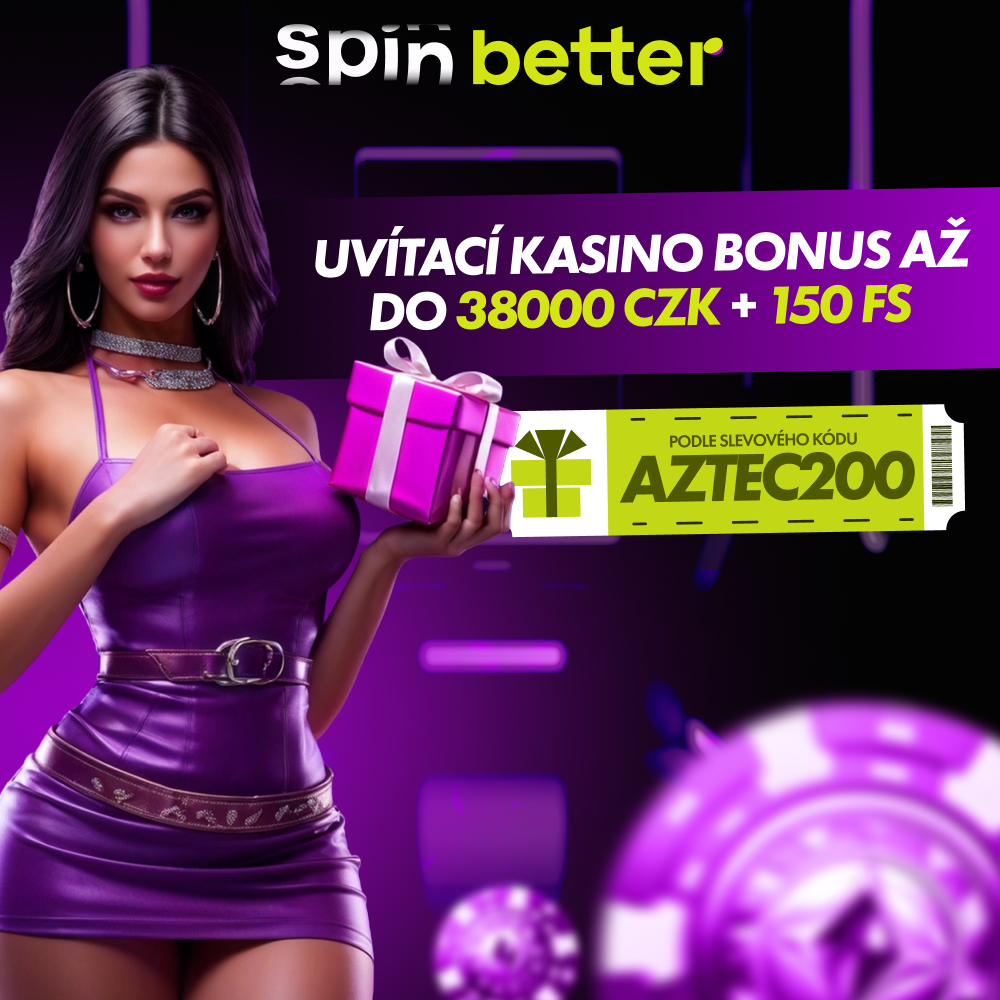 spin better
UVÍTACÍ KASINO BONUS AŽ
DO 38000 CZK + 150 FS
PODLE SLEVOVÉHO KÓDU
AZTEC200